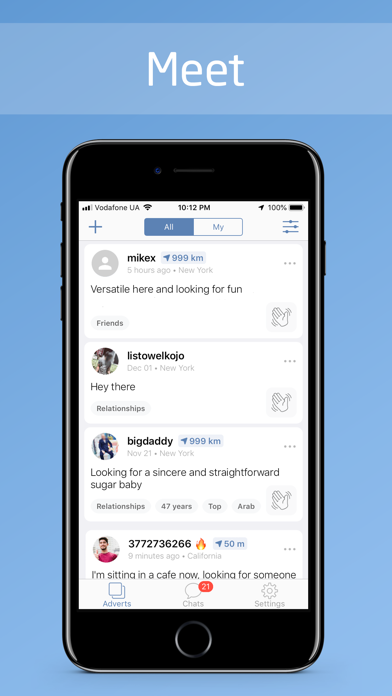 Meet
Vodafone UA 10:12 PM 100%
+ All My
mikex 999 km
5 hours ago • New York
Versatile here and looking for fun
Friends
listowelkojo
Dec 01 • New York
Hey there
Relationships
bigdaddy 999 km
Nov 21 • New York
Looking for a sincere and straightforward
sugar baby
Relationships 47 years Top Arab
3772736266 🔥 50 m
9 minutes ago • California
I'm sitting in a cafe now, looking for someone
21
Adverts Chats Settings